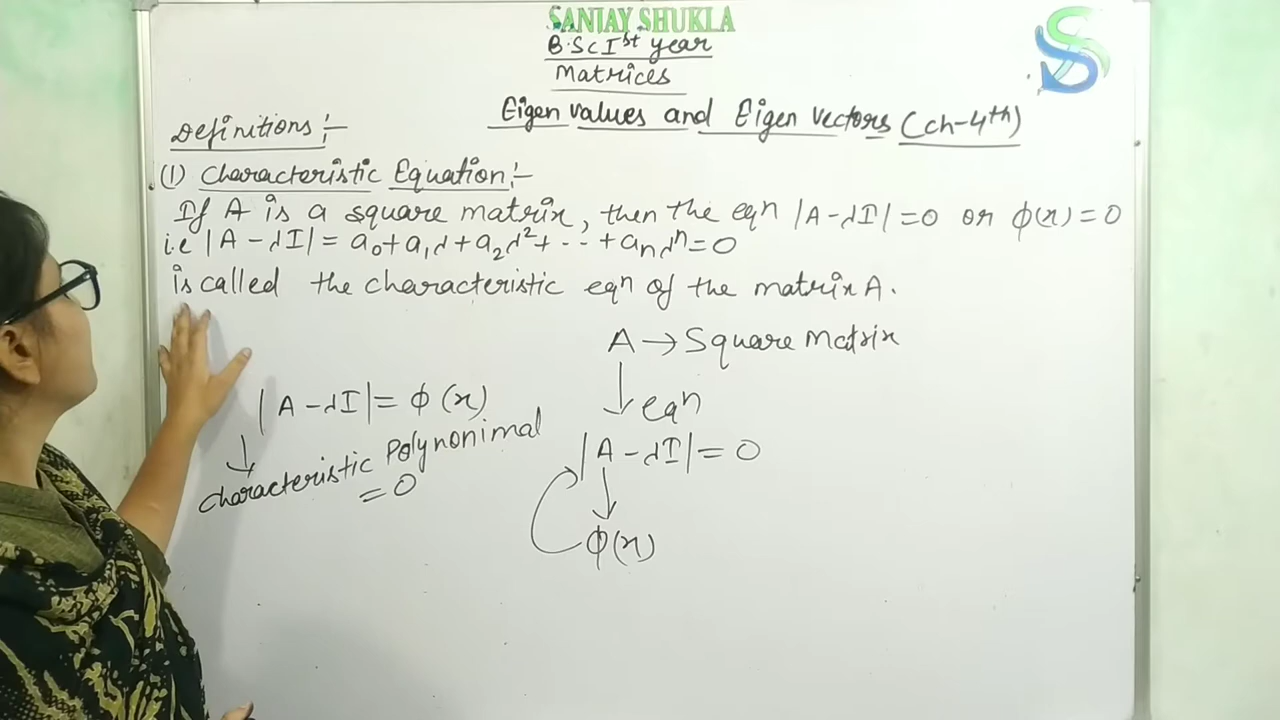 SANJAY SHUKLA
B.Sc Iˢᵗ year
Matrices
Eigen values and Eigen vectors (ch-4ᵗʰ)
Definitions:-
(1) Characteristic Equation:-
If A is a square matrix, then the eqn |A-λI|=0 or ϕ(x)=0
i.e |A-λI| = a₀+a₁λ+a₂λ²+ -- +aₙλⁿ=0
is called the characteristic eqn of the matrix A.
A → Square Matrix
↓ eqn
|A-λI|=0
↓
ϕ(x)
|A-λI|= ϕ(x)
↓
characteristic Polynonimal
=0